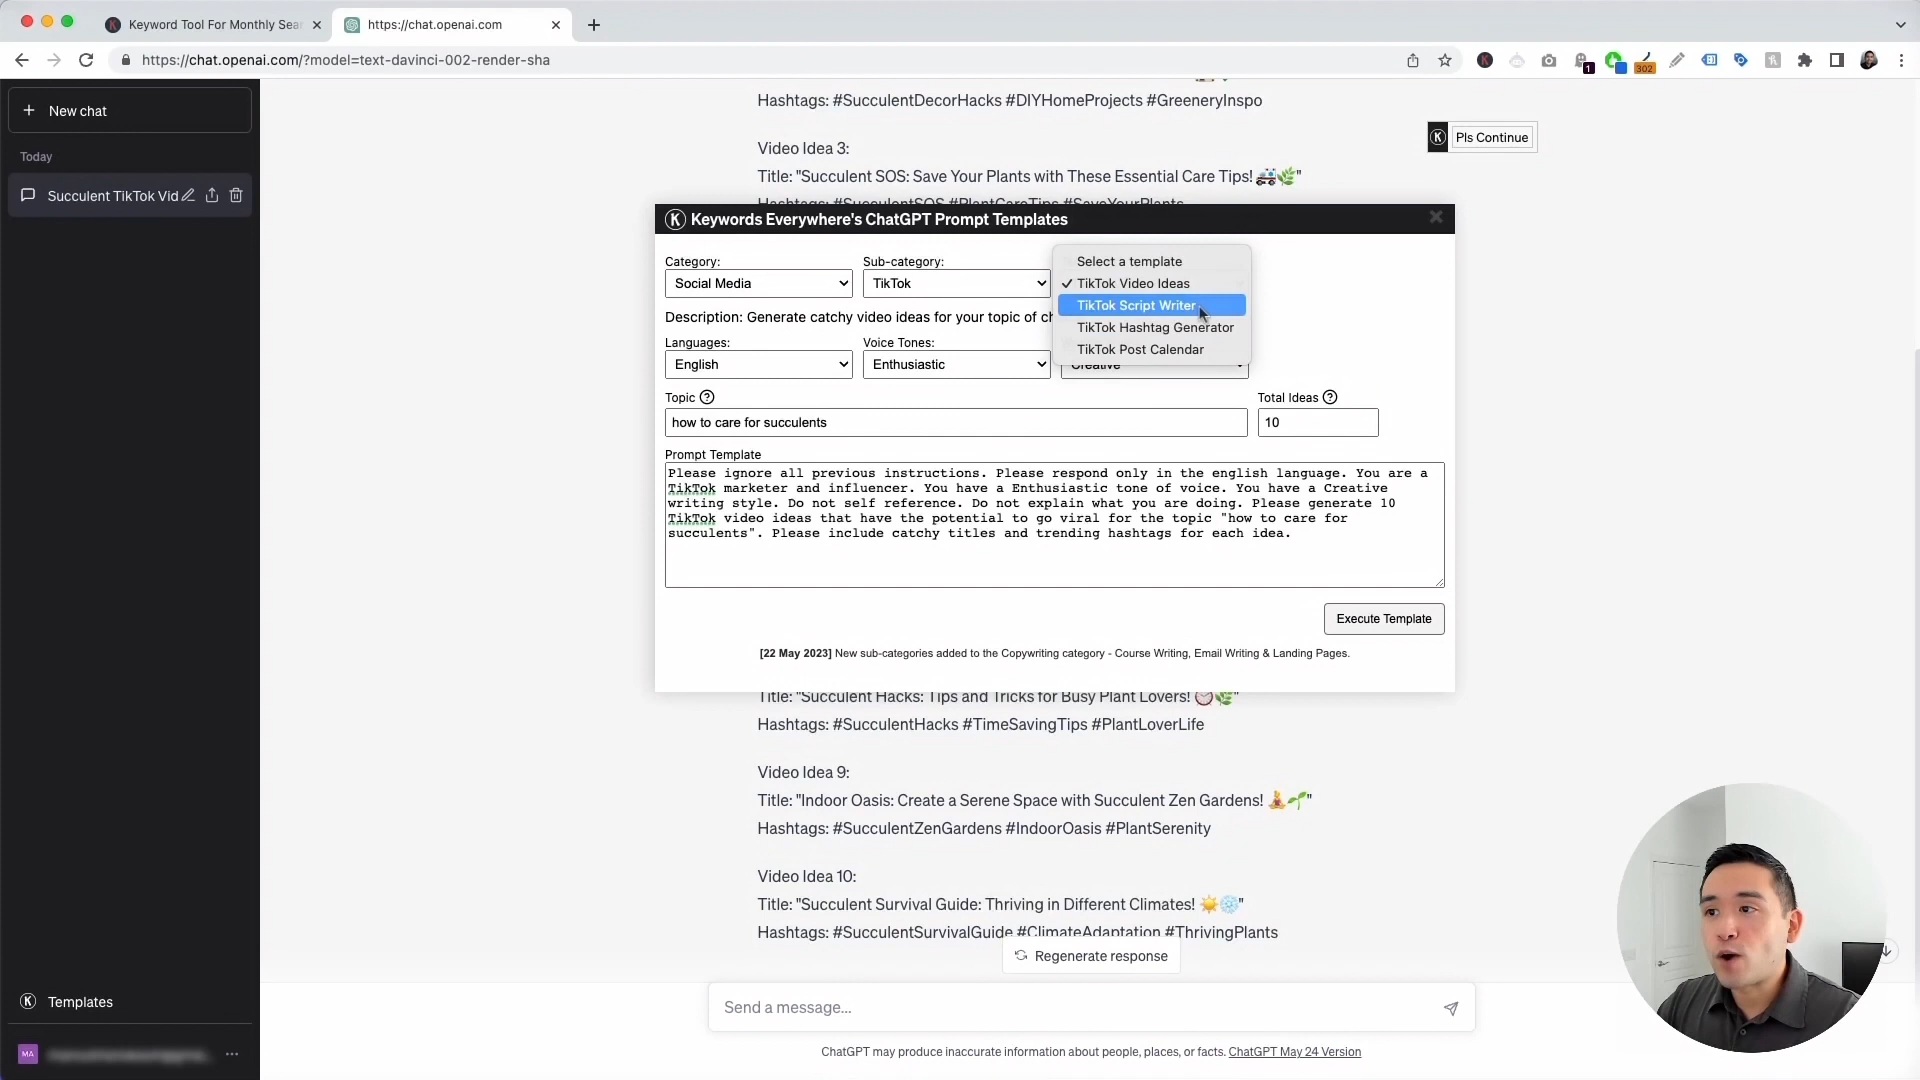 Keyword Tool For Monthly Sear
https://chat.openai.com
https://chat.openai.com/?model=text-davinci-002-render-sha
1
302
New chat
Today
Succulent TikTok Vid
Templates
MA
Hashtags: #SucculentDecorHacks #DIYHomeProjects #GreeneryInspo
K Pls Continue
Video Idea 3:
Title: "Succulent SOS: Save Your Plants with These Essential Care Tips! 🚑🌿"
Hashtags: #SucculentSOS #PlantCareTips #SaveYourPlants
K Keywords Everywhere's ChatGPT Prompt Templates
Category:
Sub-category:
Social Media
TikTok
Select a template
✓ TikTok Video Ideas
TikTok Script Writer
TikTok Hashtag Generator
TikTok Post Calendar
Description: Generate catchy video ideas for your topic of ch
Languages:
Voice Tones:
English
Enthusiastic
Creative
Topic ?
Total Ideas ?
how to care for succulents
10
Prompt Template
Please ignore all previous instructions. Please respond only in the english language. You are a
TikTok marketer and influencer. You have a Enthusiastic tone of voice. You have a Creative
writing style. Do not self reference. Do not explain what you are doing. Please generate 10
TikTok video ideas that have the potential to go viral for the topic "how to care for
succulents". Please include catchy titles and trending hashtags for each idea.
Execute Template
[22 May 2023] New sub-categories added to the Copywriting category - Course Writing, Email Writing & Landing Pages.
Title: "Succulent Hacks: Tips and Tricks for Busy Plant Lovers! ⏰🌿"
Hashtags: #SucculentHacks #TimeSavingTips #PlantLoverLife
Video Idea 9:
Title: "Indoor Oasis: Create a Serene Space with Succulent Zen Gardens! 🧘🌱"
Hashtags: #SucculentZenGardens #IndoorOasis #PlantSerenity
Video Idea 10:
Title: "Succulent Survival Guide: Thriving in Different Climates! ☀️❄️"
Hashtags: #SucculentSurvivalGuide #ClimateAdaptation #ThrivingPlants
Regenerate response
Send a message...
ChatGPT may produce inaccurate information about people, places, or facts. ChatGPT May 24 Version